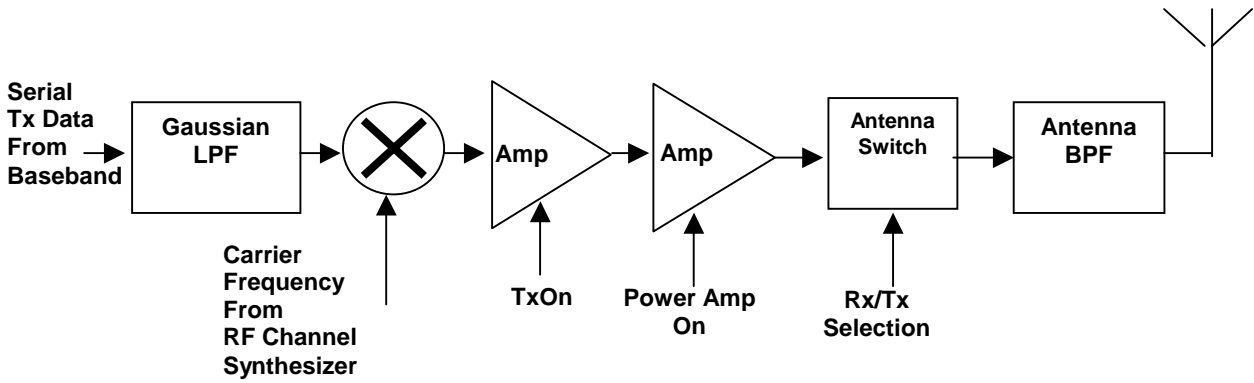 Serial
Tx Data
From
Baseband
Gaussian
LPF
Amp
Amp
Antenna
Switch
Antenna
BPF
Carrier
Frequency
From
RF Channel
Synthesizer
TxOn
Power Amp
On
Rx/Tx
Selection